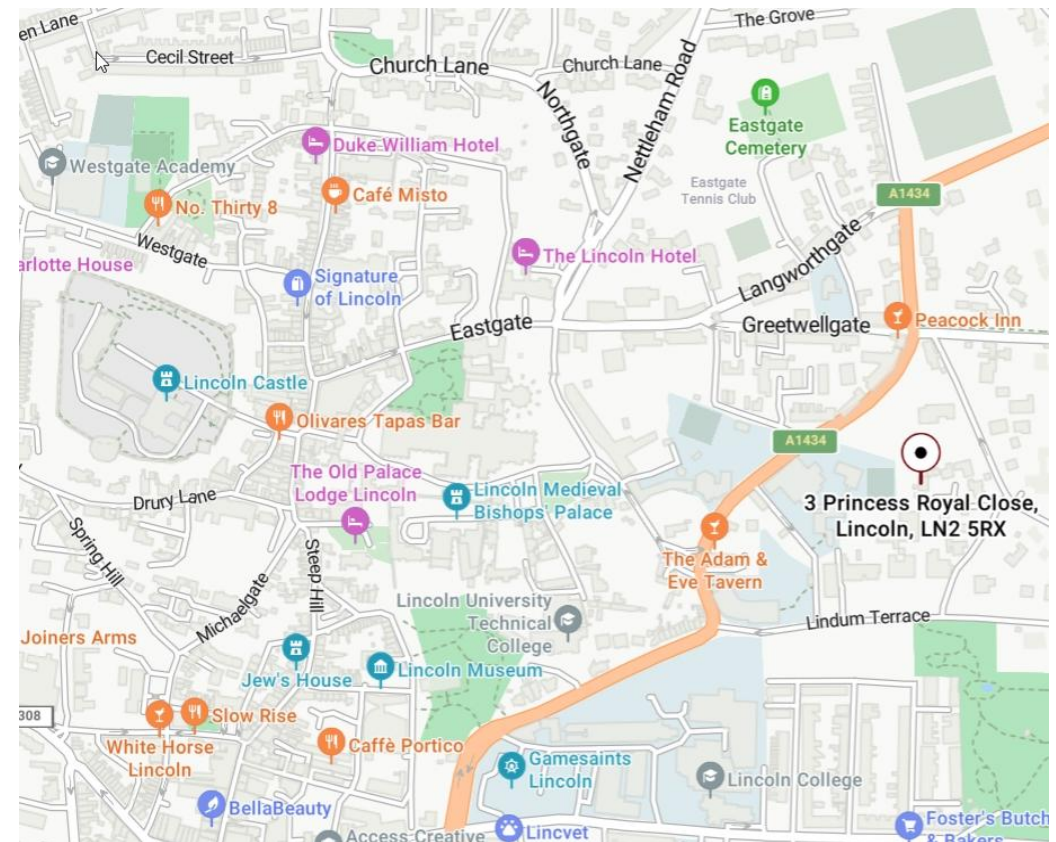 en Lane
The Grove
Cecil Street
Church Lane
Church Lane
Northgate
Nettleham Road
Eastgate
Cemetery
Duke William Hotel
Westgate Academy
Café Misto
No. Thirty 8
Eastgate
Tennis Club
A1434
Westgate
arlotte House
The Lincoln Hotel
Signature
of Lincoln
Langworthgate
Eastgate
Greetwellgate
Peacock Inn
Lincoln Castle
Olivares Tapas Bar
A1434
The Old Palace
Lodge Lincoln
Lincoln Medieval
Bishops' Palace
3 Princess Royal Close,
Lincoln, LN2 5RX
Drury Lane
Spring Hill
Steep Hill
The Adam &
Eve Tavern
Michaelgate
Lincoln University
Technical
College
Lindum Terrace
Joiners Arms
Jew's House
Lincoln Museum
308
Slow Rise
White Horse
Lincoln
Caffè Portico
Gamesaints
Lincoln
Lincoln College
BellaBeauty
Access Creative
Lincvet
Foster's Butch
& Bakers